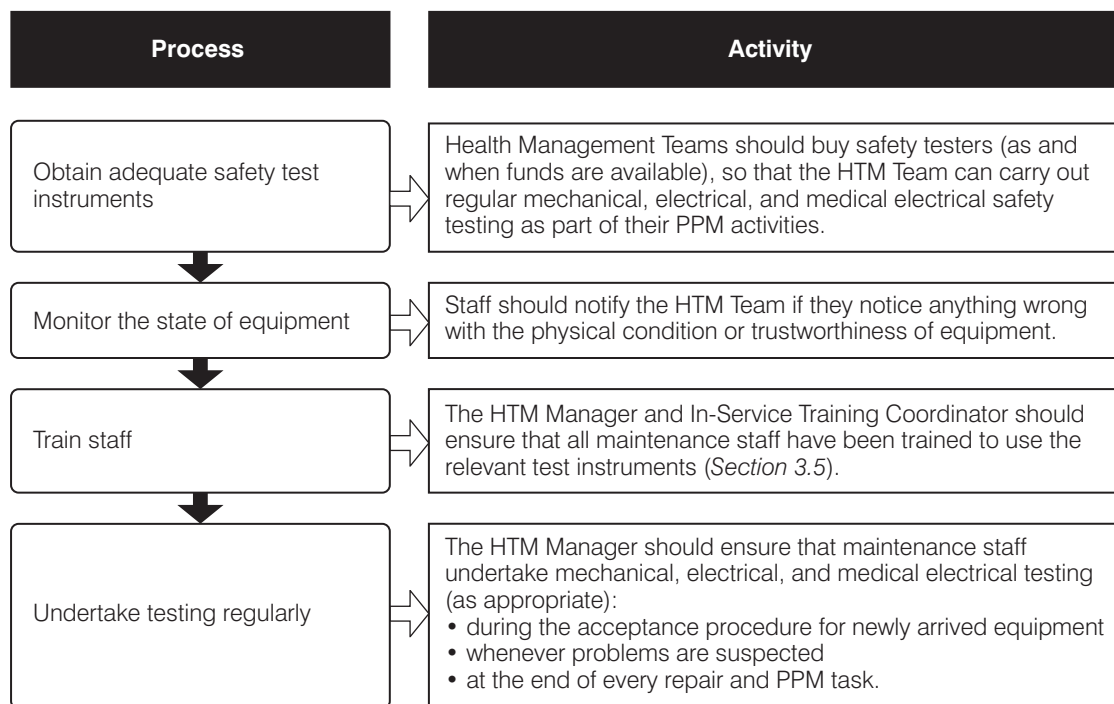 Process
Activity
Obtain adequate safety test
instruments
Health Management Teams should buy safety testers (as and
when funds are available), so that the HTM Team can carry out
regular mechanical, electrical, and medical electrical safety
testing as part of their PPM activities.
Monitor the state of equipment
Staff should notify the HTM Team if they notice anything wrong
with the physical condition or trustworthiness of equipment.
Train staff
The HTM Manager and In-Service Training Coordinator should
ensure that all maintenance staff have been trained to use the
relevant test instruments (Section 3.5).
Undertake testing regularly
The HTM Manager should ensure that maintenance staff
undertake mechanical, electrical, and medical electrical testing
(as appropriate):
• during the acceptance procedure for newly arrived equipment
• whenever problems are suspected
• at the end of every repair and PPM task.